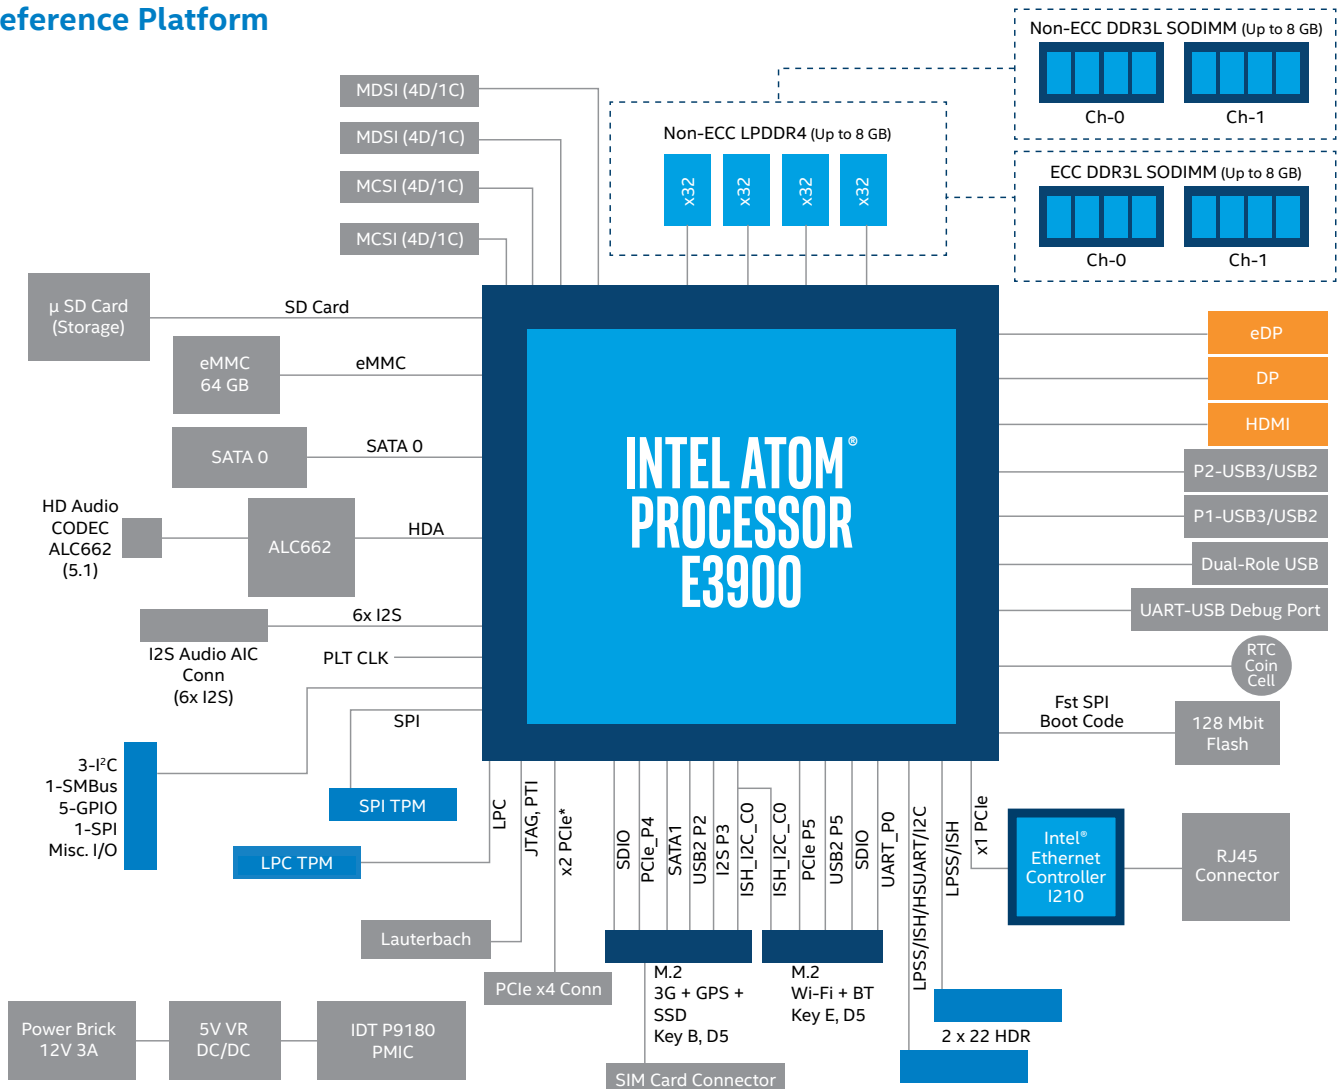 eference Platform
Non-ECC DDR3L SODIMM (Up to 8 GB)
Ch-0
Ch-1
ECC DDR3L SODIMM (Up to 8 GB)
Ch-0
Ch-1
Non-ECC LPDDR4 (Up to 8 GB)
x32
x32
x32
x32
MDSI (4D/1C)
MDSI (4D/1C)
MCSI (4D/1C)
MCSI (4D/1C)
µ SD Card
(Storage)
SD Card
eMMC
64 GB
eMMC
SATA 0
SATA 0
HD Audio
CODEC
ALC662
(5.1)
ALC662
HDA
6x I2S
I2S Audio AIC
Conn
(6x I2S)
PLT CLK
SPI
3-I²C
1-SMBus
5-GPIO
1-SPI
Misc. I/O
SPI TPM
LPC TPM
INTEL ATOM®
PROCESSOR
E3900
eDP
DP
HDMI
P2-USB3/USB2
P1-USB3/USB2
Dual-Role USB
UART-USB Debug Port
RTC
Coin
Cell
Fst SPI
Boot Code
128 Mbit
Flash
LPC
JTAG, PTI
x2 PCIe*
SDIO
PCIe_P4
SATA1
USB2 P2
I2S P3
ISH_I2C_C0
ISH_I2C_C0
PCIe P5
USB2 P5
SDIO
UART_P0
LPSS/ISH/HSUART/I2C
LPSS/ISH
x1 PCIe
Intel®
Ethernet
Controller
I210
RJ45
Connector
Lauterbach
PCIe x4 Conn
M.2
3G + GPS +
SSD
Key B, D5
M.2
Wi-Fi + BT
Key E, D5
2 x 22 HDR
SIM Card Connector
Power Brick
12V 3A
5V VR
DC/DC
IDT P9180
PMIC